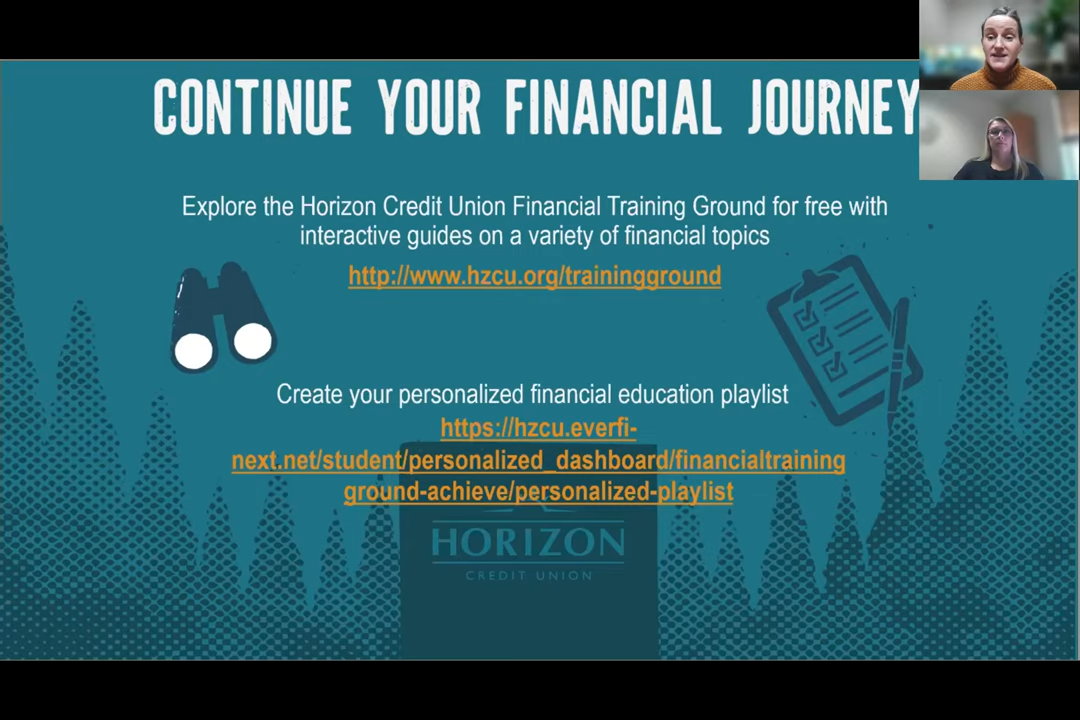 CONTINUE YOUR FINANCIAL JOURNEY
Explore the Horizon Credit Union Financial Training Ground for free with
interactive guides on a variety of financial topics
http://www.hzcu.org/trainingground
Create your personalized financial education playlist
https://hzcu.everfi-
next.net/student/personalized_dashboard/financialtraining
ground-achieve/personalized-playlist
HORIZON
CREDIT UNION